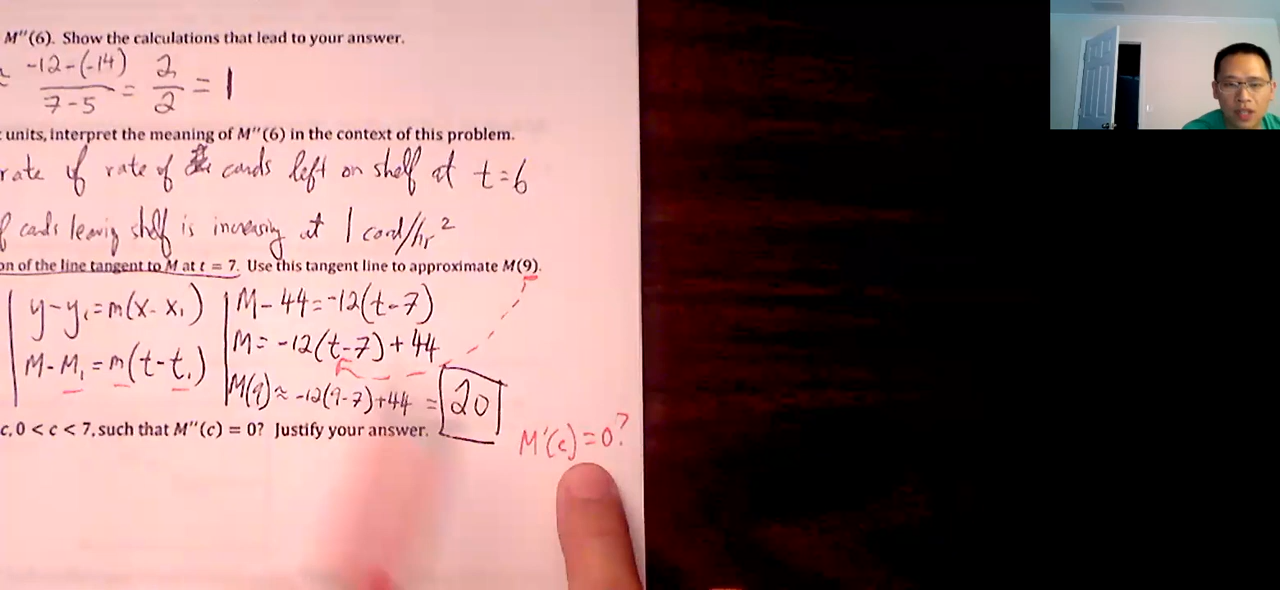 M''(6). Show the calculations that lead to your answer.
≈ -12-(-14) / 7-5 = 2/2 = 1
units, interpret the meaning of M''(6) in the context of this problem.
rate of rate of cards left on shelf at t=6
f cards leaving shelf is increasing at 1 card/hr²
on of the line tangent to M at t = 7. Use this tangent line to approximate M(9).
y-y₁=m(x-x₁)
M-M₁=m(t-t₁)
M-44=-12(t-7)
M=-12(t-7)+44
M(9)≈-12(9-7)+44 = 20
c, 0 < c < 7, such that M''(c) = 0? Justify your answer.
M'(c)=0?